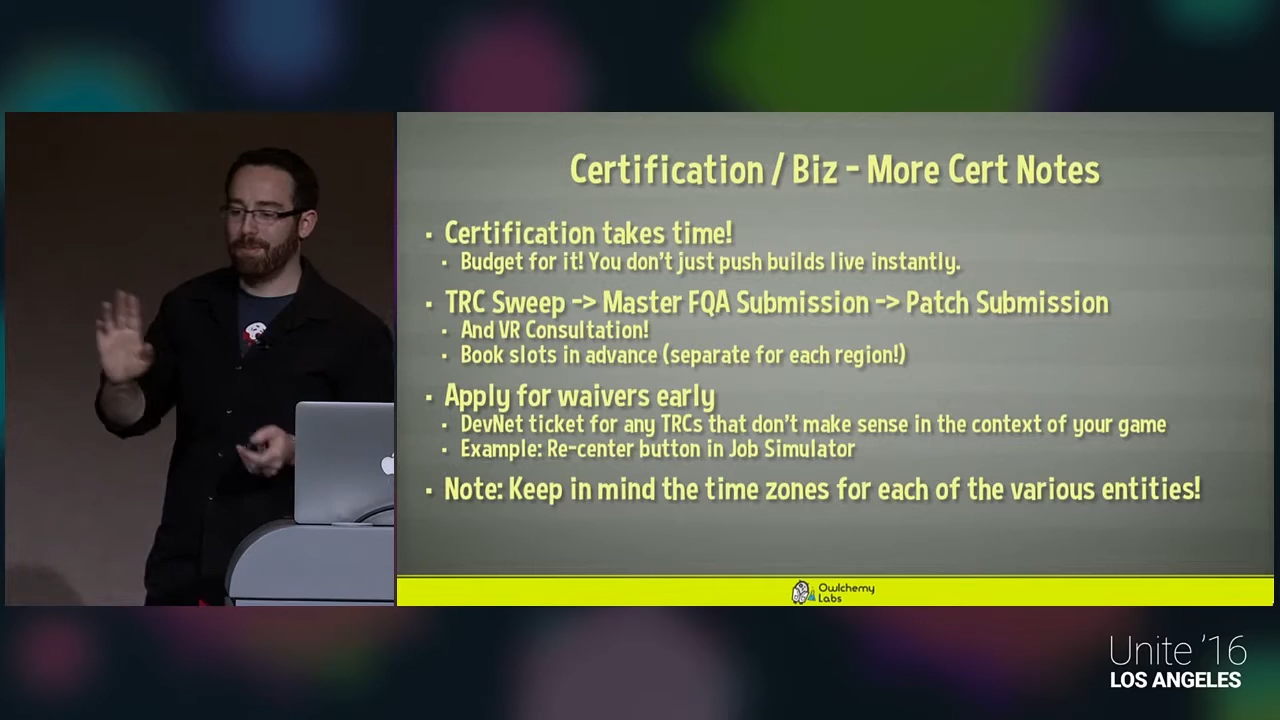 Certification / Biz - More Cert Notes
· Certification takes time!
· Budget for it! You don't just push builds live instantly.
· TRC Sweep -> Master FQA Submission -> Patch Submission
· And VR Consultation!
· Book slots in advance (separate for each region!)
· Apply for waivers early
· DevNet ticket for any TRCs that don't make sense in the context of your game
· Example: Re-center button in Job Simulator
· Note: Keep in mind the time zones for each of the various entities!
Owlchemy
Labs
Unite '16
LOS ANGELES